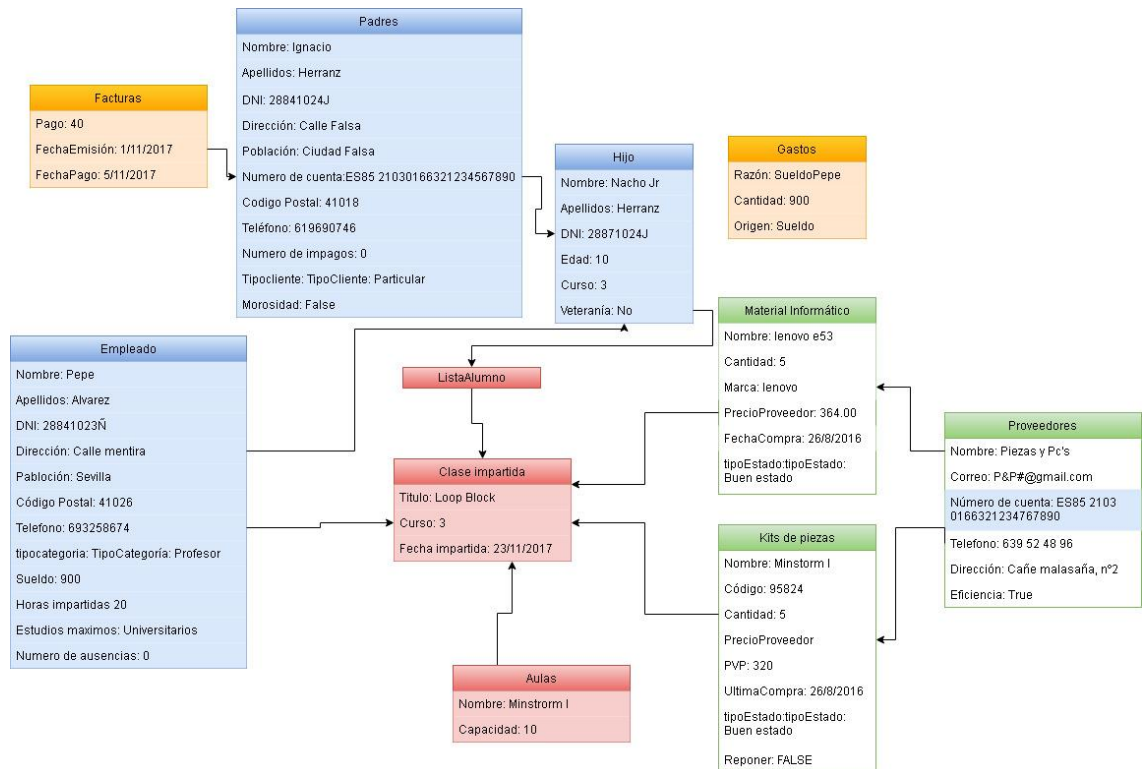 Padres
Nombre: Ignacio
Apellidos: Herranz
DNI: 28841024J
Dirección: Calle Falsa
Población: Ciudad Falsa
Numero de cuenta:ES85 21030166321234567890
Codigo Postal: 41018
Teléfono: 619690746
Numero de impagos: 0
Tipocliente: TipoCliente: Particular
Morosidad: False
Facturas
Pago: 40
FechaEmisión: 1/11/2017
FechaPago: 5/11/2017
Hijo
Nombre: Nacho Jr
Apellidos: Herranz
DNI: 28871024J
Edad: 10
Curso: 3
Veteranía: No
Gastos
Razón: SueldoPepe
Cantidad: 900
Origen: Sueldo
Empleado
Nombre: Pepe
Apellidos: Alvarez
DNI: 28841023Ñ
Dirección: Calle mentira
Pabloción: Sevilla
Código Postal: 41026
Telefono: 693258674
tipocategoria: TipoCategoría: Profesor
Sueldo: 900
Horas impartidas 20
Estudios maximos: Universitarios
Numero de ausencias: 0
ListaAlumno
Clase impartida
Titulo: Loop Block
Curso: 3
Fecha impartida: 23/11/2017
Aulas
Nombre: Minstrorm I
Capacidad: 10
Material Informático
Nombre: lenovo e53
Cantidad: 5
Marca: lenovo
PrecioProveedor: 364.00
FechaCompra: 26/8/2016
tipoEstado:tipoEstado:
Buen estado
Kits de piezas
Nombre: Minstorm I
Código: 95824
Cantidad: 5
PrecioProveedor
PVP: 320
UltimaCompra: 26/8/2016
tipoEstado:tipoEstado:
Buen estado
Reponer: FALSE
Proveedores
Nombre: Piezas y Pc's
Correo: P&P#@gmail.com
Número de cuenta: ES85 2103
0166321234767890
Telefono: 639 52 48 96
Dirección: Cañe malasaña, nº2
Eficiencia: True